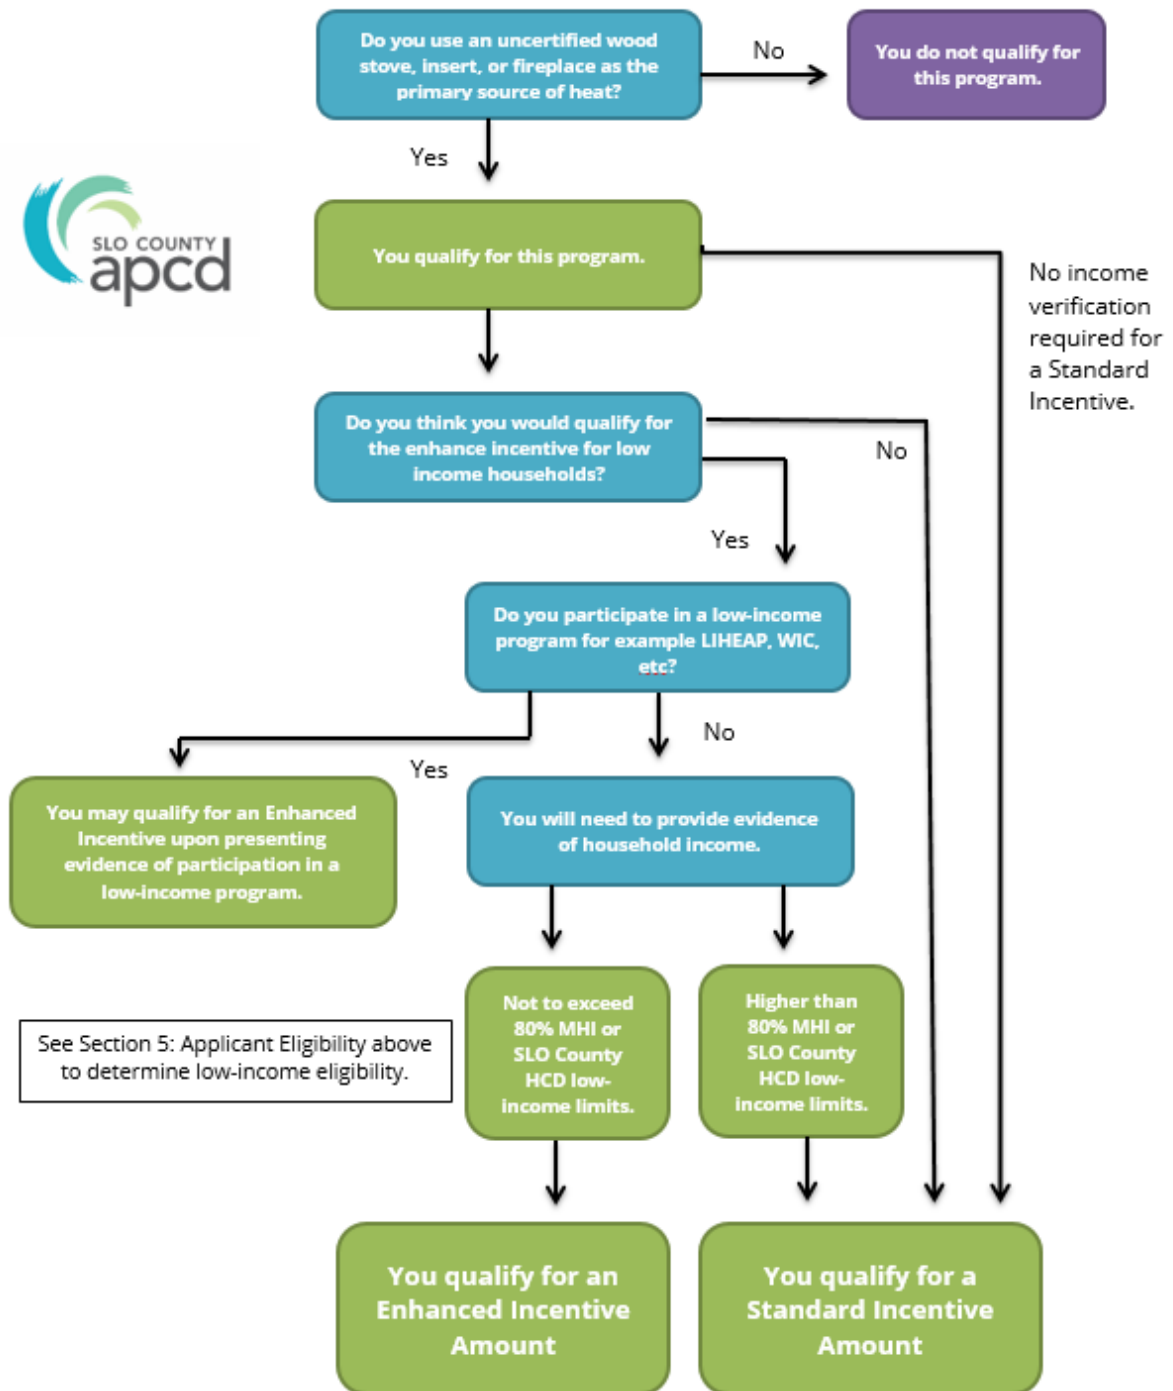 Do you use an uncertified wood
stove, insert, or fireplace as the
primary source of heat?
No
You do not qualify for
this program.
Yes
SLO COUNTY
apcd
You qualify for this program.
No income
verification
required for
a Standard
Incentive.
Do you think you would qualify for
the enhance incentive for low
income households?
No
Yes
Do you participate in a low-income
program for example LIHEAP, WIC,
etc?
No
Yes
You may qualify for an Enhanced
Incentive upon presenting
evidence of participation in a
low-income program.
You will need to provide evidence
of household income.
See Section 5: Applicant Eligibility above
to determine low-income eligibility.
Not to exceed
80% MHI or
SLO County
HCD low-
income limits.
Higher than
80% MHI or
SLO County
HCD low-
income limits.
You qualify for an
Enhanced Incentive
Amount
You qualify for a
Standard Incentive
Amount